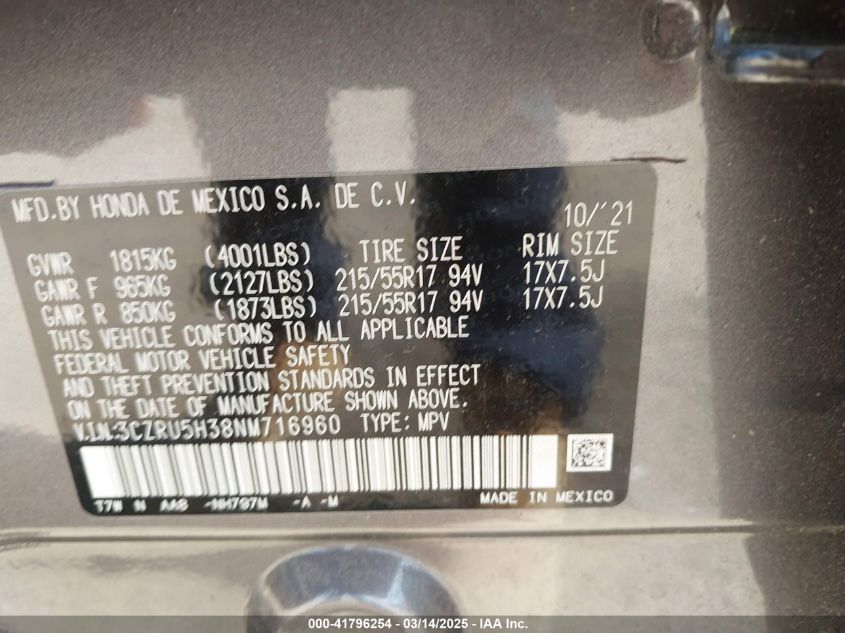 MFD.BY HONDA DE MEXICO S.A. DE C.V.
10/'21
GVWR 1815KG (4001LBS) TIRE SIZE RIM SIZE
GAWR F 965KG (2127LBS) 215/55R17 94V 17X7.5J
GAWR R 850KG (1873LBS) 215/55R17 94V 17X7.5J
THIS VEHICLE CONFORMS TO ALL APPLICABLE
FEDERAL MOTOR VEHICLE SAFETY
AND THEFT PREVENTION STANDARDS IN EFFECT
ON THE DATE OF MANUFACTURE SHOWN ABOVE.
V.I.N:3CZRU5H38NM716960 TYPE: MPV
T7W N AA8 -NH797M -A -M MADE IN MEXICO
000-41796254 - 03/14/2025 - IAA Inc.